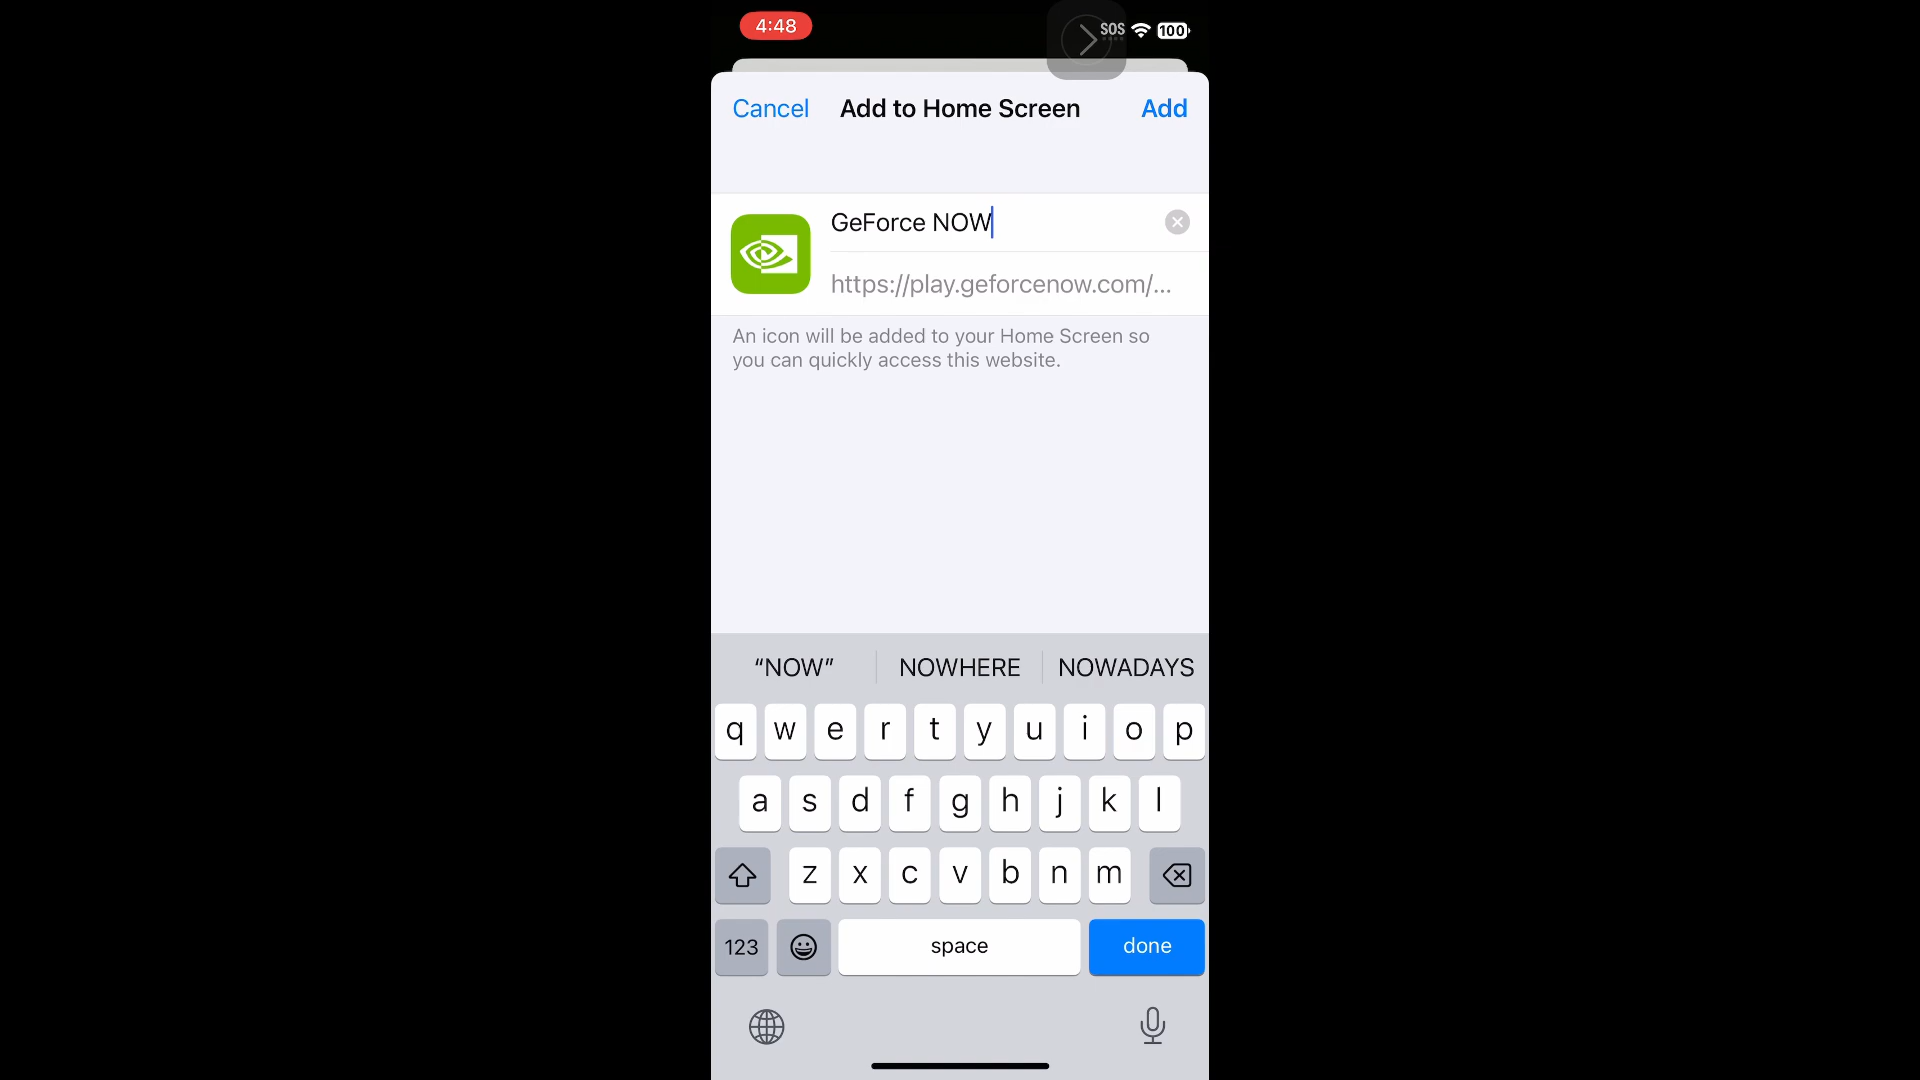 4:48
SOS
100
Cancel
Add to Home Screen
Add
GeForce NOW
https://play.geforcenow.com/...
An icon will be added to your Home Screen so
you can quickly access this website.
“NOW”
NOWHERE
NOWADAYS
q w e r t y u i o p
a s d f g h j k l
z x c v b n m
123
space
done